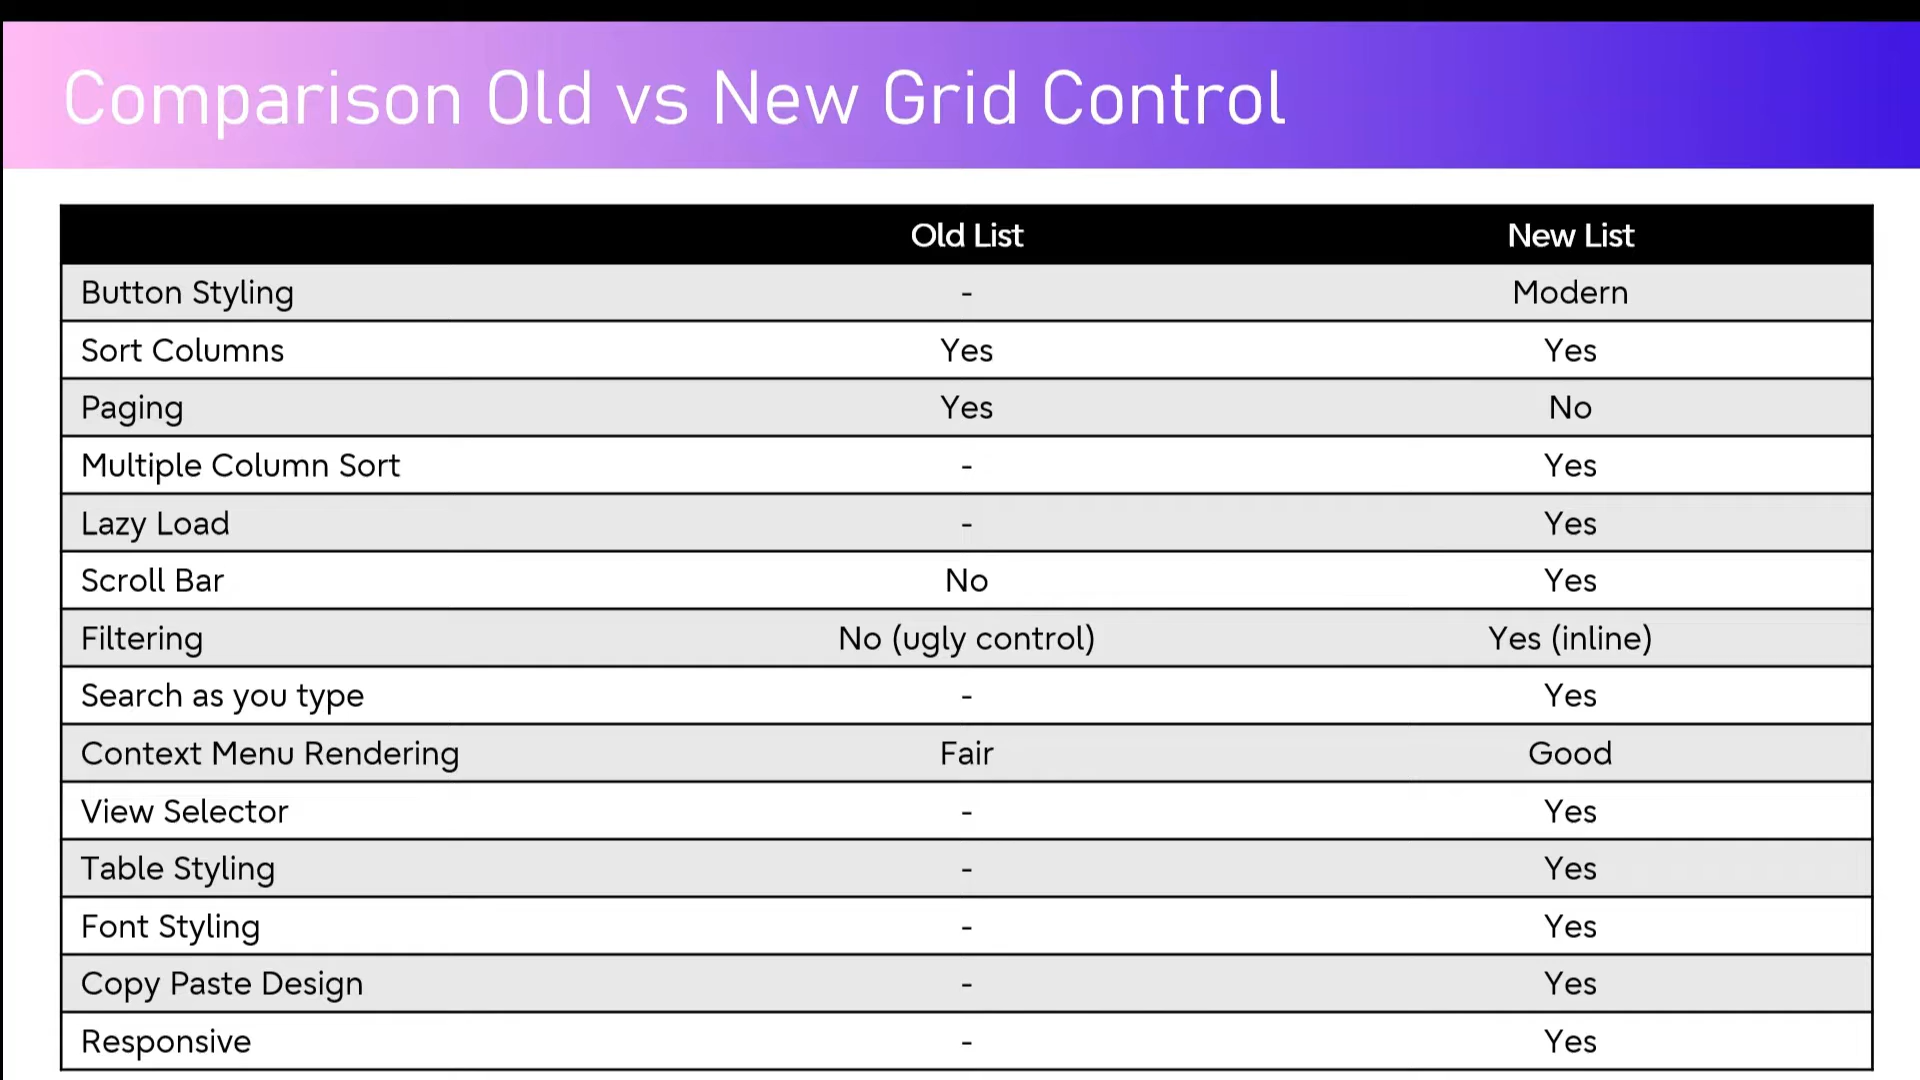 Comparison Old vs New Grid Control
Old List New List
Button Styling - Modern
Sort Columns Yes Yes
Paging Yes No
Multiple Column Sort - Yes
Lazy Load - Yes
Scroll Bar No Yes
Filtering No (ugly control) Yes (inline)
Search as you type - Yes
Context Menu Rendering Fair Good
View Selector - Yes
Table Styling - Yes
Font Styling - Yes
Copy Paste Design - Yes
Responsive - Yes